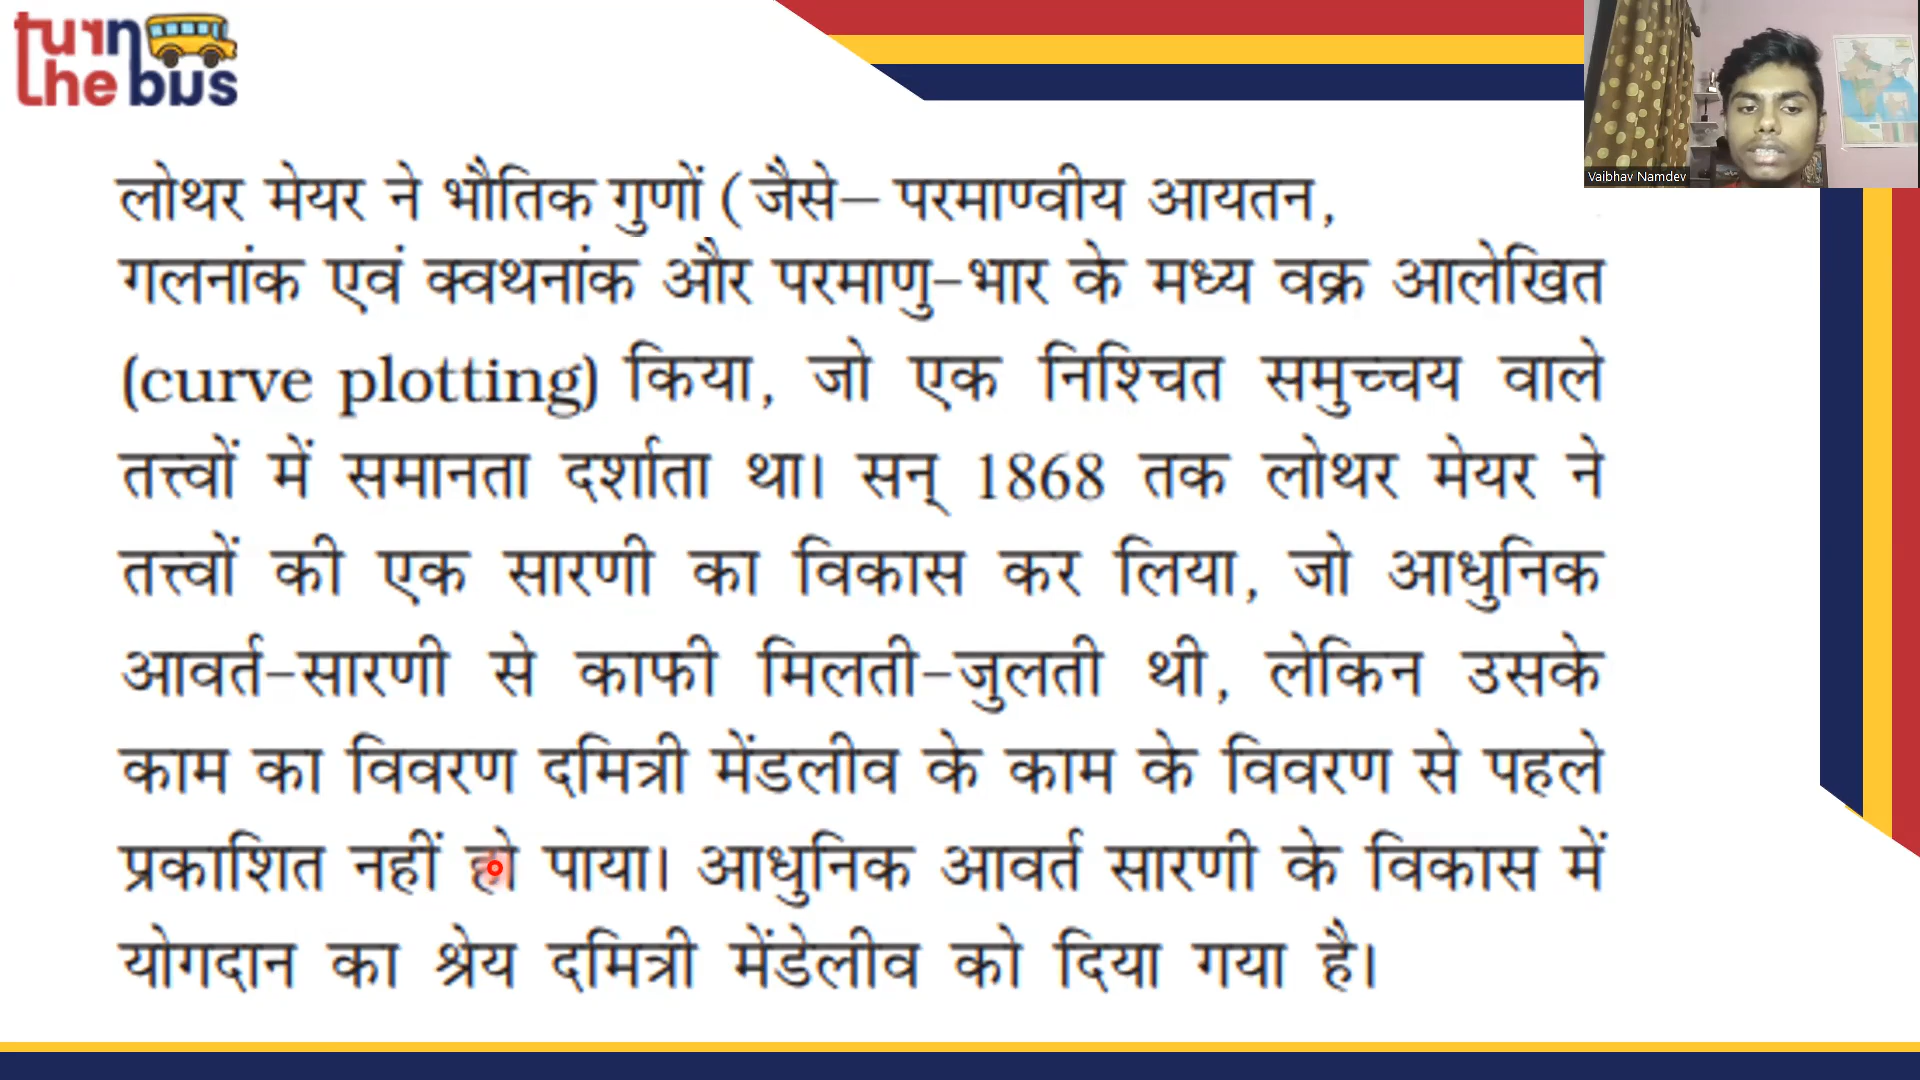 turn
the bus
Vaibhav Namdev
लोथर मेयर ने भौतिक गुणों (जैसे– परमाण्वीय आयतन,
गलनांक एवं क्वथनांक और परमाणु-भार के मध्य वक्र आलेखित
(curve plotting) किया, जो एक निश्चित समुच्चय वाले
तत्त्वों में समानता दर्शाता था। सन् 1868 तक लोथर मेयर ने
तत्त्वों की एक सारणी का विकास कर लिया, जो आधुनिक
आवर्त-सारणी से काफी मिलती-जुलती थी, लेकिन उसके
काम का विवरण दमित्री मेंडलीव के काम के विवरण से पहले
प्रकाशित नहीं हो पाया। आधुनिक आवर्त सारणी के विकास में
योगदान का श्रेय दमित्री मेंडेलीव को दिया गया है।